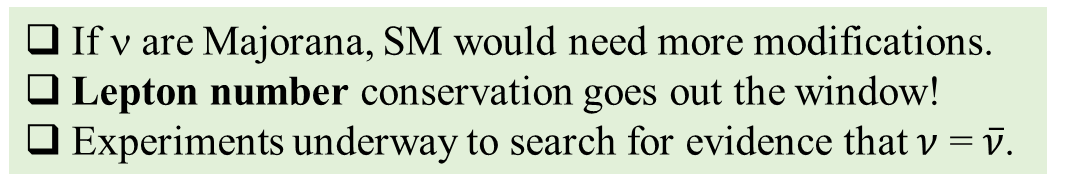 ❑ If ν are Majorana, SM would need more modifications.
❑ Lepton number conservation goes out the window!
❑ Experiments underway to search for evidence that ν = ν̅.